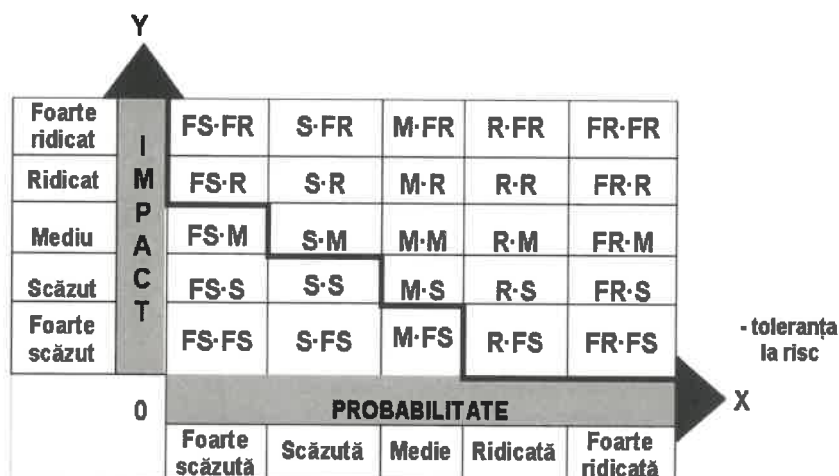 Y
Foarte
ridicat
FS·FR S·FR M·FR R·FR FR·FR
Ridicat
FS·R S·R M·R R·R FR·R
IMPACT
Mediu
FS·M S·M M·M R·M FR·M
Scăzut
FS·S S·S M·S R·S FR·S
Foarte
scăzut
FS·FS S·FS M·FS R·FS FR·FS
- toleranța
la risc
0
PROBABILITATE
X
Foarte
scăzută
Scăzută Medie Ridicată
Foarte
ridicată